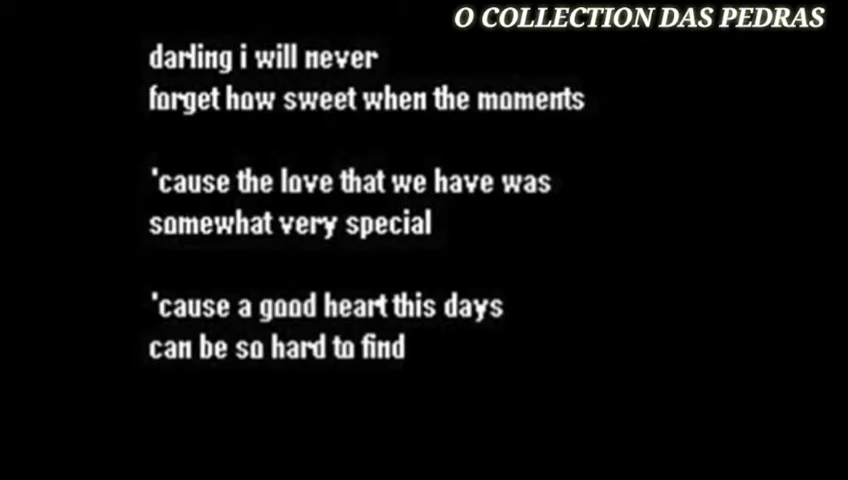 O COLLECTION DAS PEDRAS
darling i will never
forget how sweet when the moments
'cause the love that we have was
somewhat very special
'cause a good heart this days
can be so hard to find